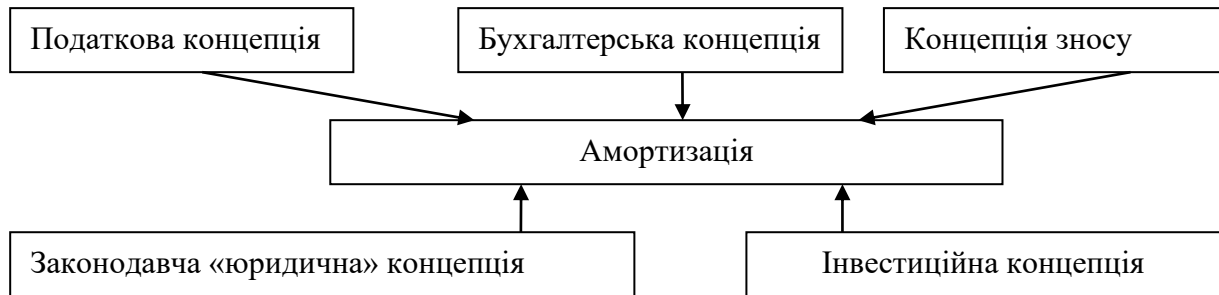 Податкова концепція
Бухгалтерська концепція
Концепція зносу
Амортизація
Законодавча «юридична» концепція
Інвестиційна концепція